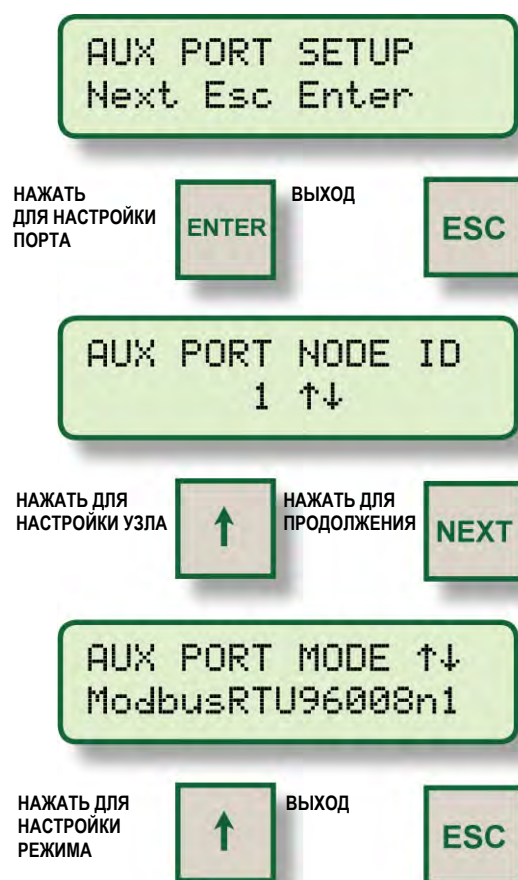 AUX PORT SETUP
Next Esc Enter
НАЖАТЬ
ДЛЯ НАСТРОЙКИ
ПОРТА
ENTER
ВЫХОД
ESC
AUX PORT NODE ID
1 ↑↓
НАЖАТЬ ДЛЯ
НАСТРОЙКИ УЗЛА
↑
НАЖАТЬ ДЛЯ
ПРОДОЛЖЕНИЯ
NEXT
AUX PORT MODE ↑↓
ModbusRTU96008n1
НАЖАТЬ ДЛЯ
НАСТРОЙКИ
РЕЖИМА
↑
ВЫХОД
ESC